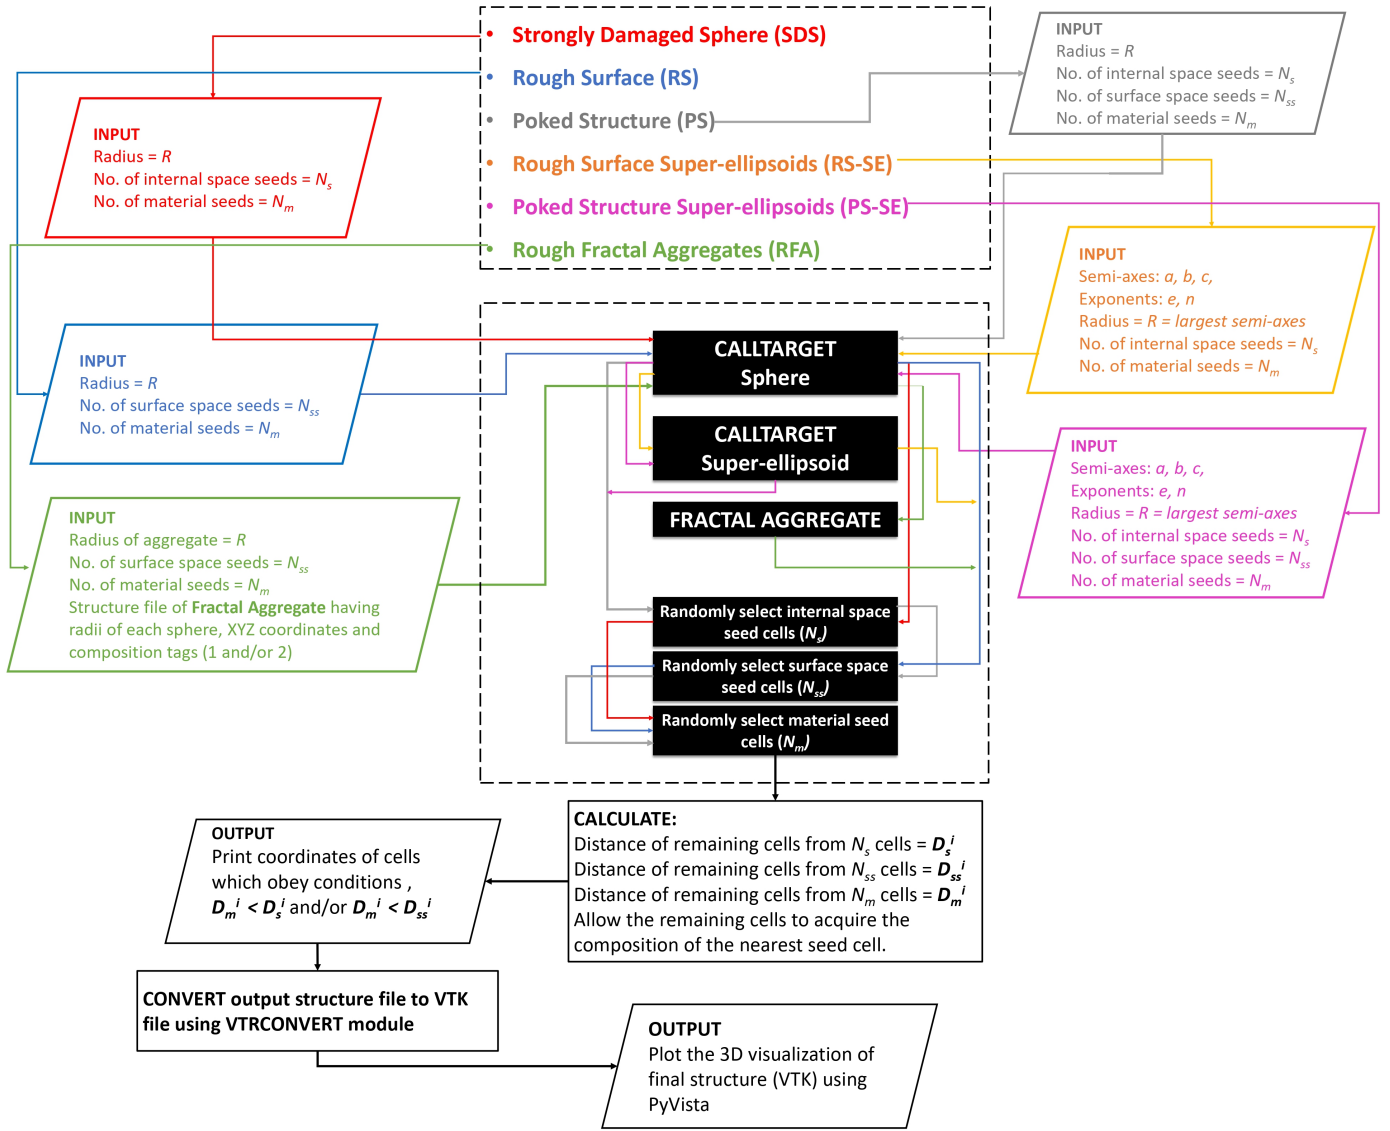 • Strongly Damaged Sphere (SDS)
• Rough Surface (RS)
• Poked Structure (PS)
• Rough Surface Super-ellipsoids (RS-SE)
• Poked Structure Super-ellipsoids (PS-SE)
• Rough Fractal Aggregates (RFA)
INPUT
Radius = R
No. of internal space seeds = Ns
No. of material seeds = Nm
INPUT
Radius = R
No. of surface space seeds = Nss
No. of material seeds = Nm
INPUT
Radius of aggregate = R
No. of surface space seeds = Nss
No. of material seeds = Nm
Structure file of Fractal Aggregate having
radii of each sphere, XYZ coordinates and
composition tags (1 and/or 2)
INPUT
Radius = R
No. of internal space seeds = Ns
No. of surface space seeds = Nss
No. of material seeds = Nm
INPUT
Semi-axes: a, b, c,
Exponents: e, n
Radius = R = largest semi-axes
No. of internal space seeds = Ns
No. of material seeds = Nm
INPUT
Semi-axes: a, b, c,
Exponents: e, n
Radius = R = largest semi-axes
No. of internal space seeds = Ns
No. of surface space seeds = Nss
No. of material seeds = Nm
CALLTARGET
Sphere
CALLTARGET
Super-ellipsoid
FRACTAL AGGREGATE
Randomly select internal space
seed cells (Ns)
Randomly select surface space
seed cells (Nss)
Randomly select material seed
cells (Nm)
CALCULATE:
Distance of remaining cells from Ns cells = Dsi
Distance of remaining cells from Nss cells = Dssi
Distance of remaining cells from Nm cells = Dmi
Allow the remaining cells to acquire the
composition of the nearest seed cell.
OUTPUT
Print coordinates of cells
which obey conditions ,
Dmi < Dsi and/or Dmi < Dssi
CONVERT output structure file to VTK
file using VTRCONVERT module
OUTPUT
Plot the 3D visualization of
final structure (VTK) using
PyVista